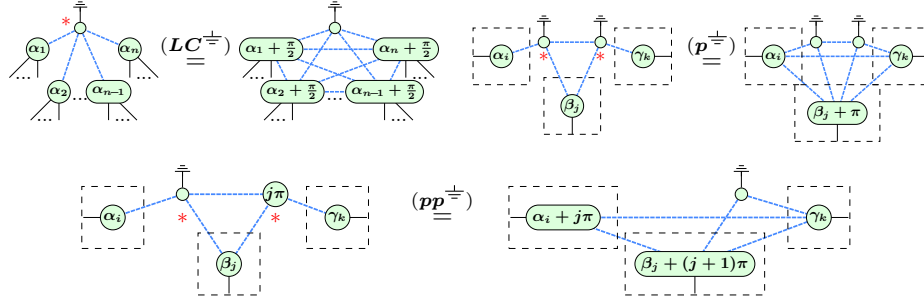 * α₁ αₙ α₂ ... αₙ₋₁ ... ... ... ... (LC⏚) = α₁ + π/2 αₙ + π/2 α₂ + π/2 ... αₙ₋₁ + π/2 ... ... ... ...
αᵢ * * γₖ βⱼ (p⏚) = αᵢ γₖ βⱼ + π
αᵢ * jπ * γₖ βⱼ (pp⏚) = αᵢ + jπ γₖ βⱼ + (j + 1)π